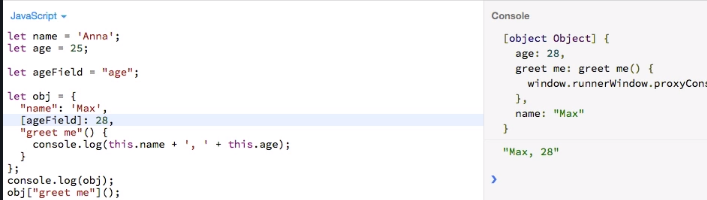 JavaScript
let name = 'Anna';
let age = 25;
let ageField = "age";
let obj = {
  "name": 'Max',
  [ageField]: 28,
  "greet me"() {
    console.log(this.name + ', ' + this.age);
  }
};
console.log(obj);
obj["greet me"]();
Console
[object Object] {
  age: 28,
  greet me: greet me() {
    window.runnerWindow.proxyCons
  },
  name: "Max"
}
"Max, 28"
❯